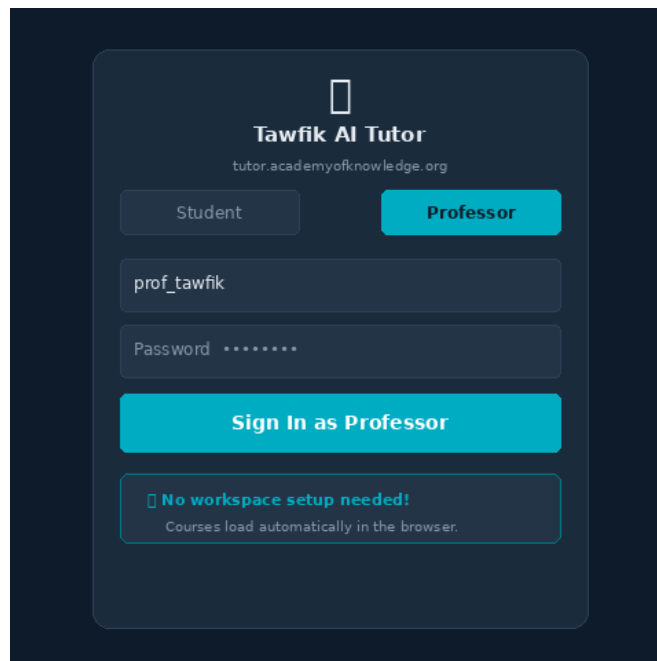 Tawfik AI Tutor
tutor.academyofknowledge.org
Student
Professor
prof_tawfik
Password ••••••••
Sign In as Professor
No workspace setup needed!
Courses load automatically in the browser.